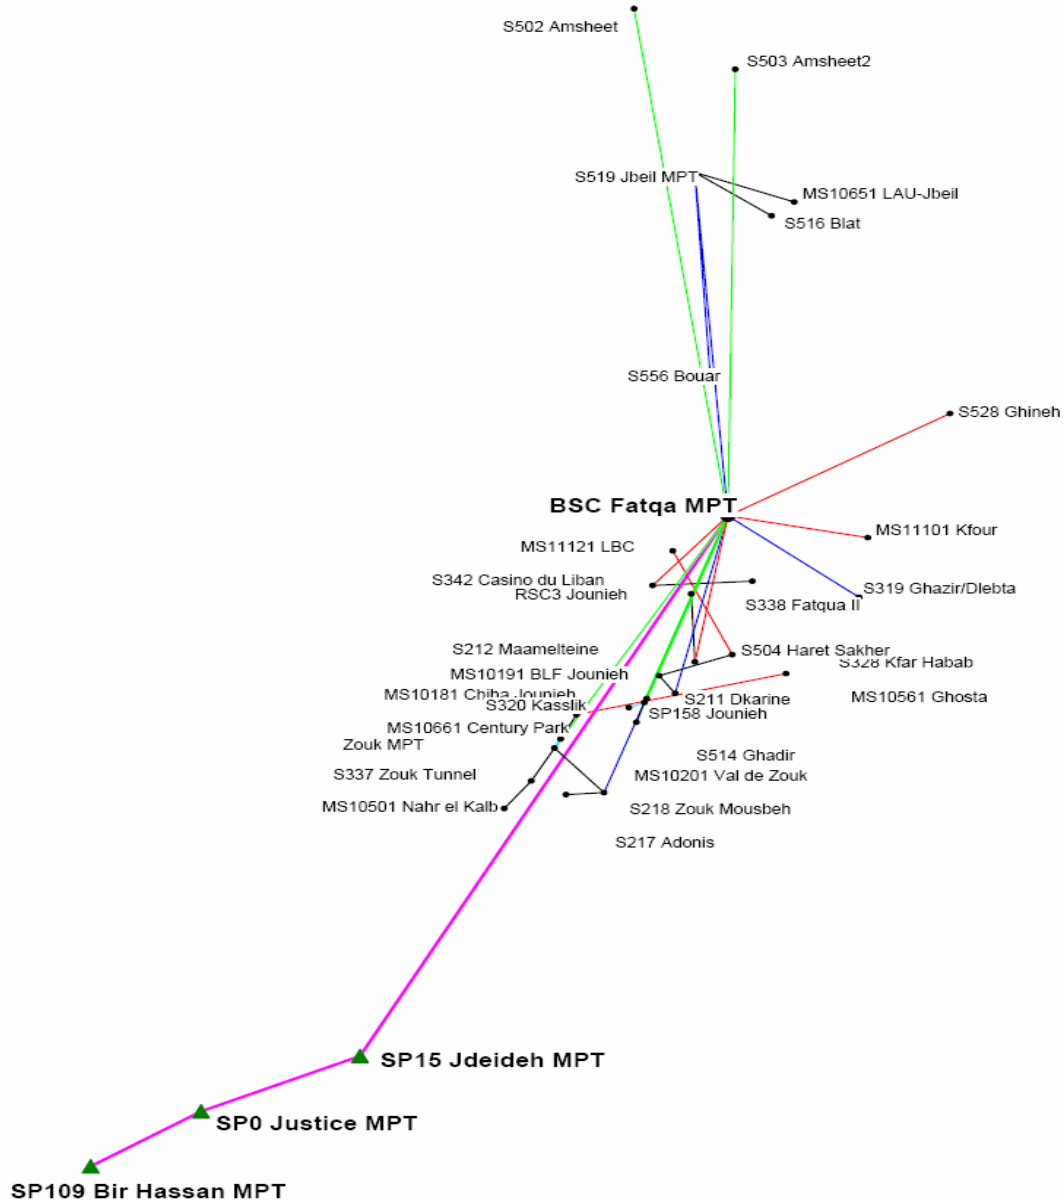 S502 Amsheet
S503 Amsheet2
S519 Jbeil MPT
MS10651 LAU-Jbeil
S516 Blat
S556 Bouar
S528 Ghineh
BSC Fatqa MPT
MS11101 Kfour
MS11121 LBC
S342 Casino du Liban
RSC3 Jounieh
S319 Ghazir/Dlebta
S338 Fatqua II
S212 Maamelteine
S504 Haret Sakher
S328 Kfar Habab
MS10191 BLF Jounieh
MS10181 Chiha Jounieh
S320 Kasslik
S211 Dkarine
MS10561 Ghosta
SP158 Jounieh
MS10661 Century Park
Zouk MPT
S514 Ghadir
S337 Zouk Tunnel
MS10201 Val de Zouk
MS10501 Nahr el Kalb
S218 Zouk Mousbeh
S217 Adonis
SP15 Jdeideh MPT
SP0 Justice MPT
SP109 Bir Hassan MPT